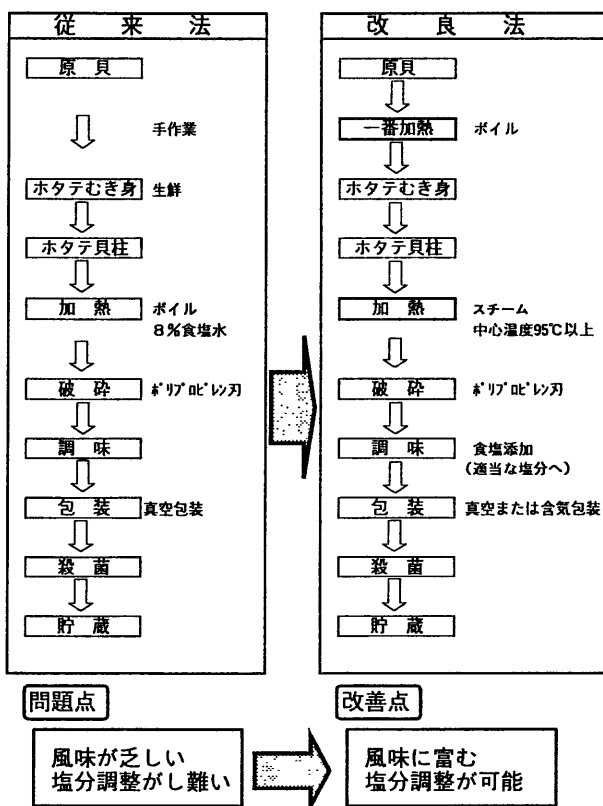 従来法
原貝
手作業
ホタテむき身 生鮮
ホタテ貝柱
加熱 ボイル
8%食塩水
破砕 ポリプロピレン刃
調味
包装 真空包装
殺菌
貯蔵
改良法
原貝
一番加熱 ボイル
ホタテむき身
ホタテ貝柱
加熱 スチーム
中心温度95℃以上
破砕 ポリプロピレン刃
調味 食塩添加
(適当な塩分へ)
包装 真空または含気包装
殺菌
貯蔵
問題点
風味が乏しい
塩分調整がし難い
改善点
風味に富む
塩分調整が可能